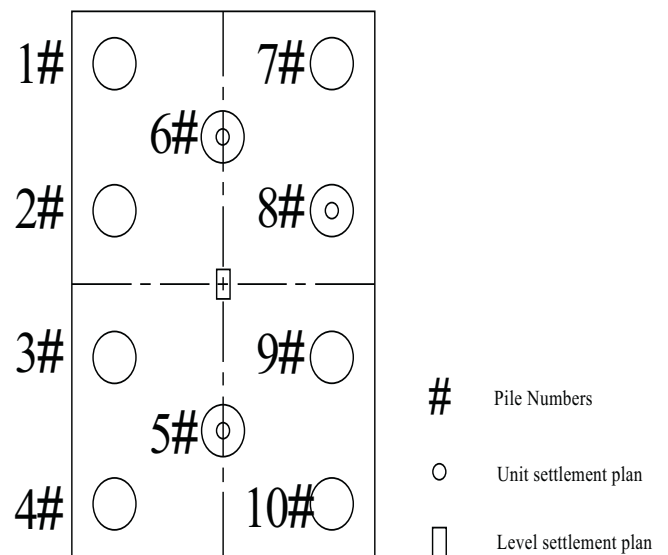 1# 7#
6#
2# 8#
3# 9#
5#
4# 10#
# Pile Numbers
Unit settlement plan
Level settlement plan